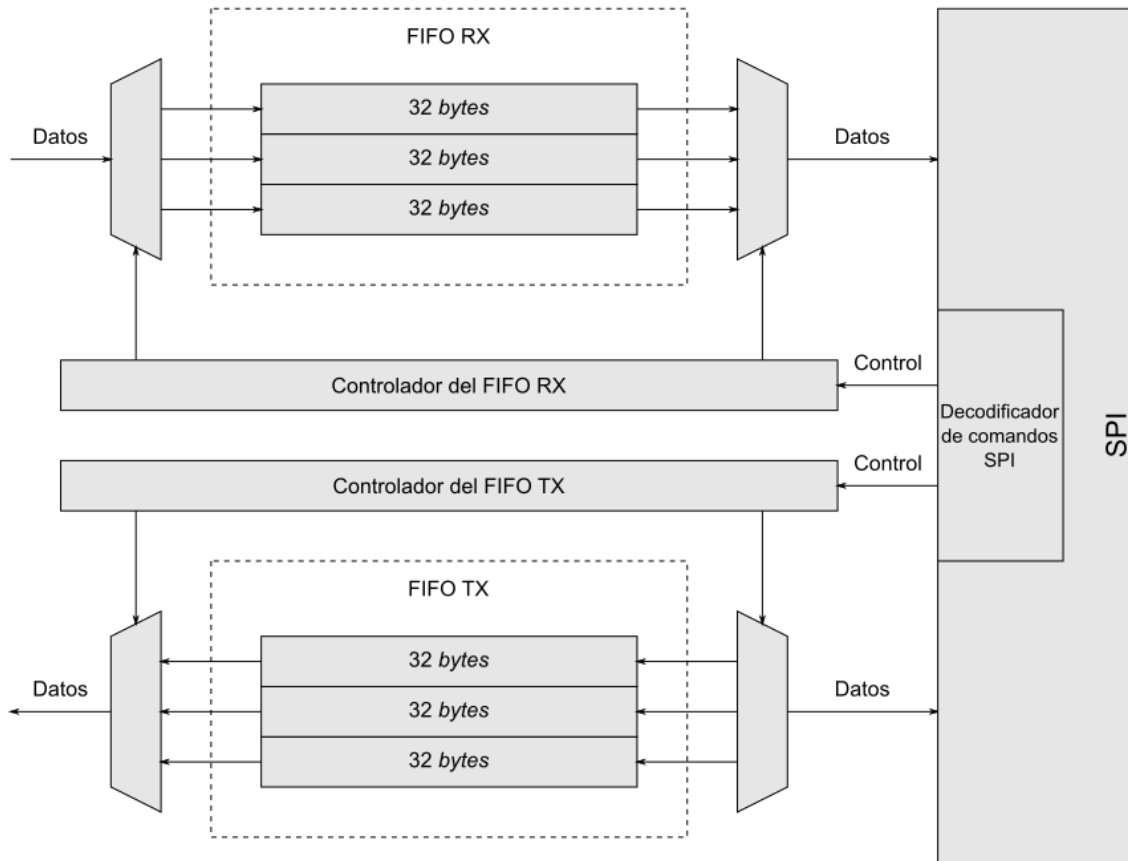 FIFO RX
32 bytes
32 bytes
32 bytes
Datos
Datos
Controlador del FIFO RX
Control
Decodificador
de comandos
SPI
SPI
Controlador del FIFO TX
Control
FIFO TX
32 bytes
32 bytes
32 bytes
Datos
Datos